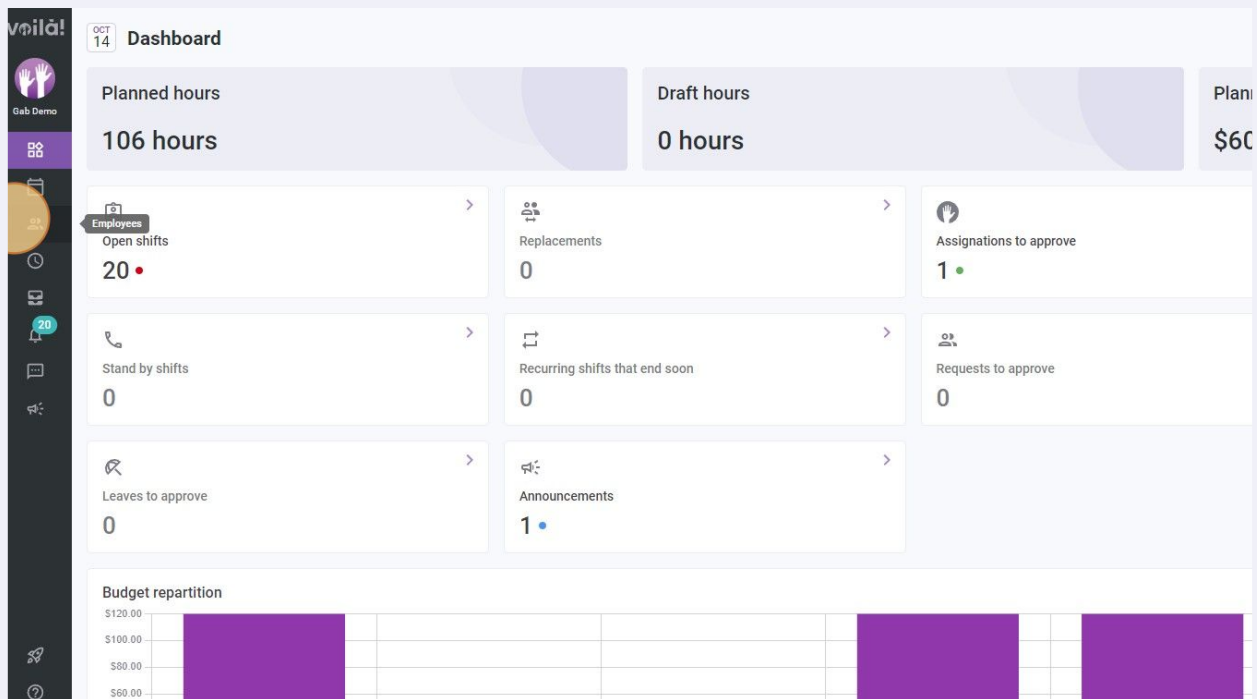 voilà!
Gab Demo
20
OCT
14
Dashboard
Planned hours
106 hours
Draft hours
0 hours
Employees
Open shifts
20
Replacements
0
Assignations to approve
1
Stand by shifts
0
Recurring shifts that end soon
0
Requests to approve
0
Leaves to approve
0
Announcements
1
Budget repartition
$120.00
$100.00
$80.00
$60.00